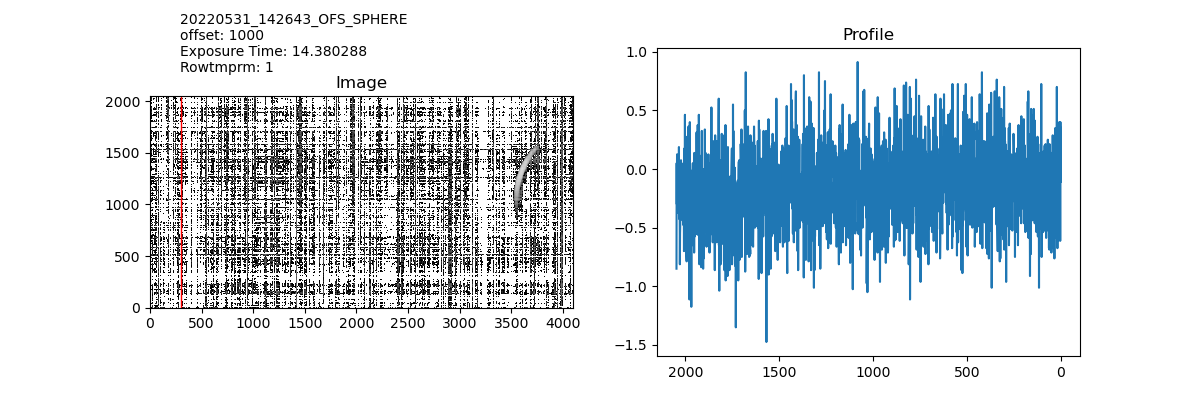 20220531_142643_OFS_SPHERE
offset: 1000
Exposure Time: 14.380288
Rowtmprm: 1
Image
2000
1500
1000
500
0
0 500 1000 1500 2000 2500 3000 3500 4000
Profile
1.0
0.5
0.0
−0.5
−1.0
−1.5
2000 1500 1000 500 0